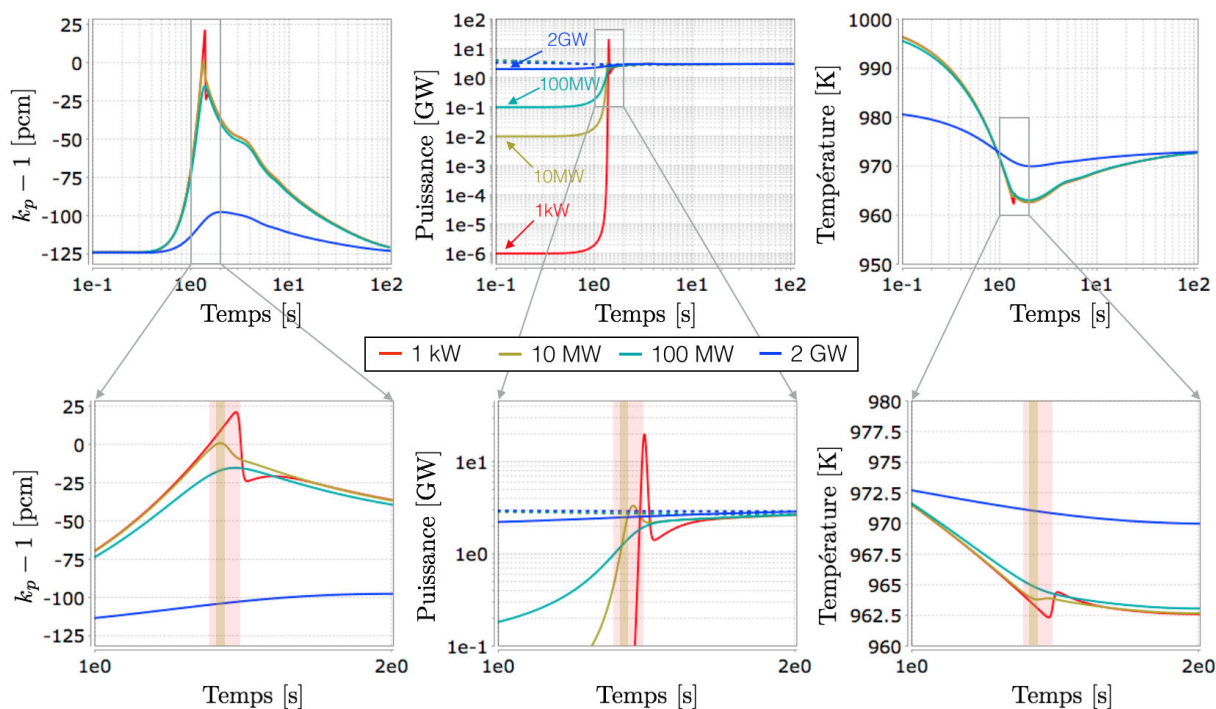 25
0
-25
-50
-75
-100
-125
k_p − 1 [pcm]
1e-1 1e0 1e1 1e2
Temps [s]
1e2
1e1
1e0
1e-1
1e-2
1e-3
1e-4
1e-5
1e-6
Puissance [GW]
2GW
100MW
10MW
1kW
1e-1 1e0 1e1 1e2
Temps [s]
1000
990
980
970
960
950
Température [K]
1e-1 1e0 1e1 1e2
Temps [s]
1 kW 10 MW 100 MW 2 GW
25
0
-25
-50
-75
-100
-125
k_p − 1 [pcm]
1e0 2e0
Temps [s]
1e1
1e0
1e-1
Puissance [GW]
1e0 2e0
Temps [s]
980
977.5
975
972.5
970
967.5
965
962.5
960
Température [K]
1e0 2e0
Temps [s]